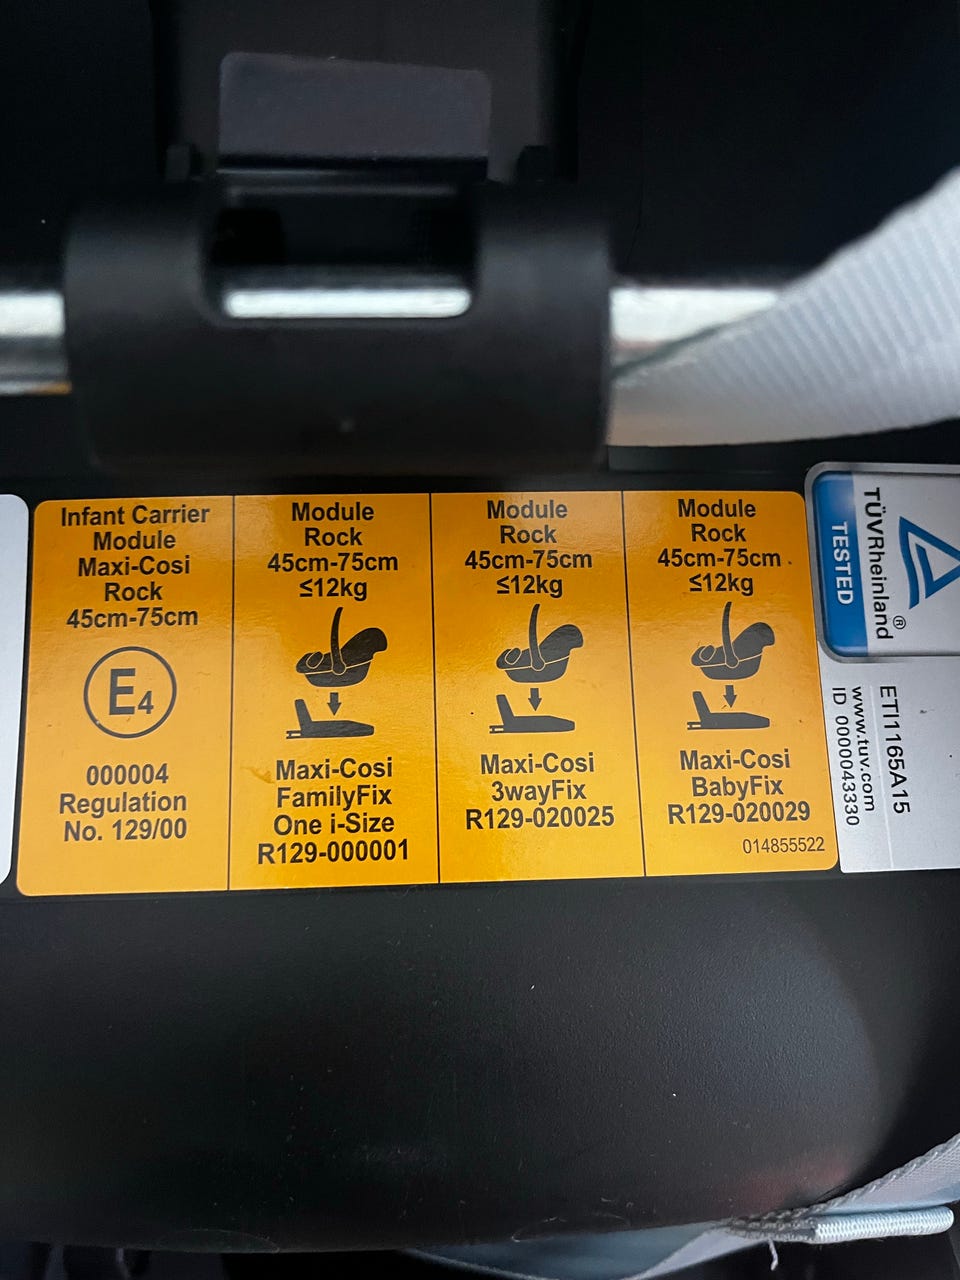 Infant Carrier
Module
Maxi-Cosi
Rock
45cm-75cm
E4
000004
Regulation
No. 129/00
Module
Rock
45cm-75cm
≤12kg
Maxi-Cosi
FamilyFix
One i-Size
R129-000001
Module
Rock
45cm-75cm
≤12kg
Maxi-Cosi
3wayFix
R129-020025
Module
Rock
45cm-75cm
≤12kg
Maxi-Cosi
BabyFix
R129-020029
014855522
TÜVRheinland®
TESTED
ETI1165A15
www.tuv.com
ID 0000043330